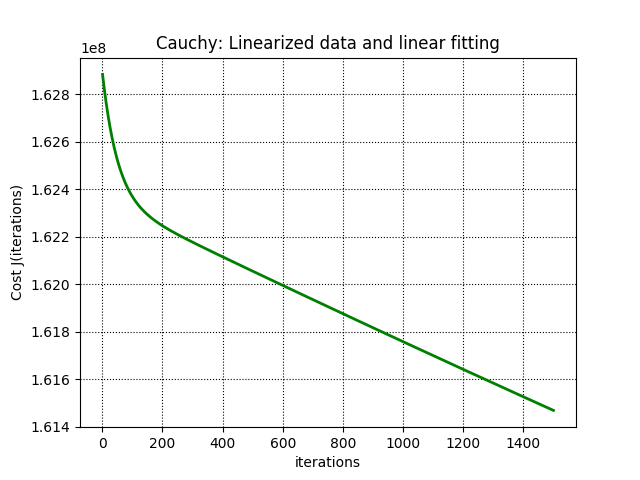 Cauchy: Linearized data and linear fitting
1e8
1.628
1.626
1.624
1.622
1.620
1.618
1.616
1.614
Cost J(iterations)
0 200 400 600 800 1000 1200 1400
iterations